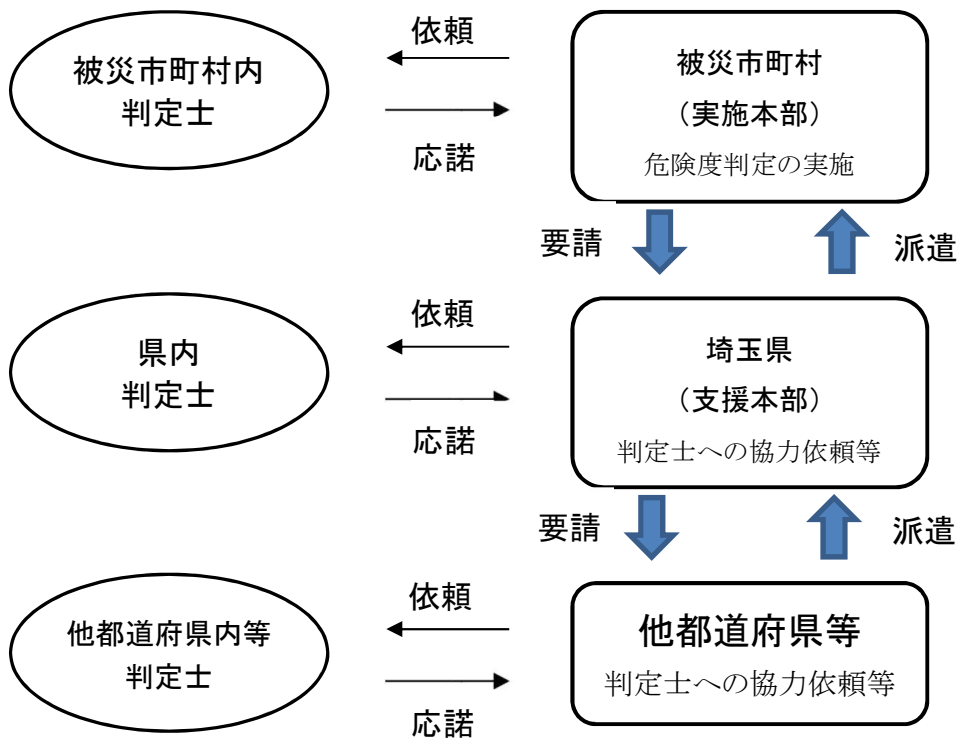 被災市町村内
判定士
依頼
応諾
被災市町村
（実施本部）
危険度判定の実施
要請
派遣
県内
判定士
依頼
応諾
埼玉県
（支援本部）
判定士への協力依頼等
要請
派遣
他都道府県内等
判定士
依頼
応諾
他都道府県等
判定士への協力依頼等